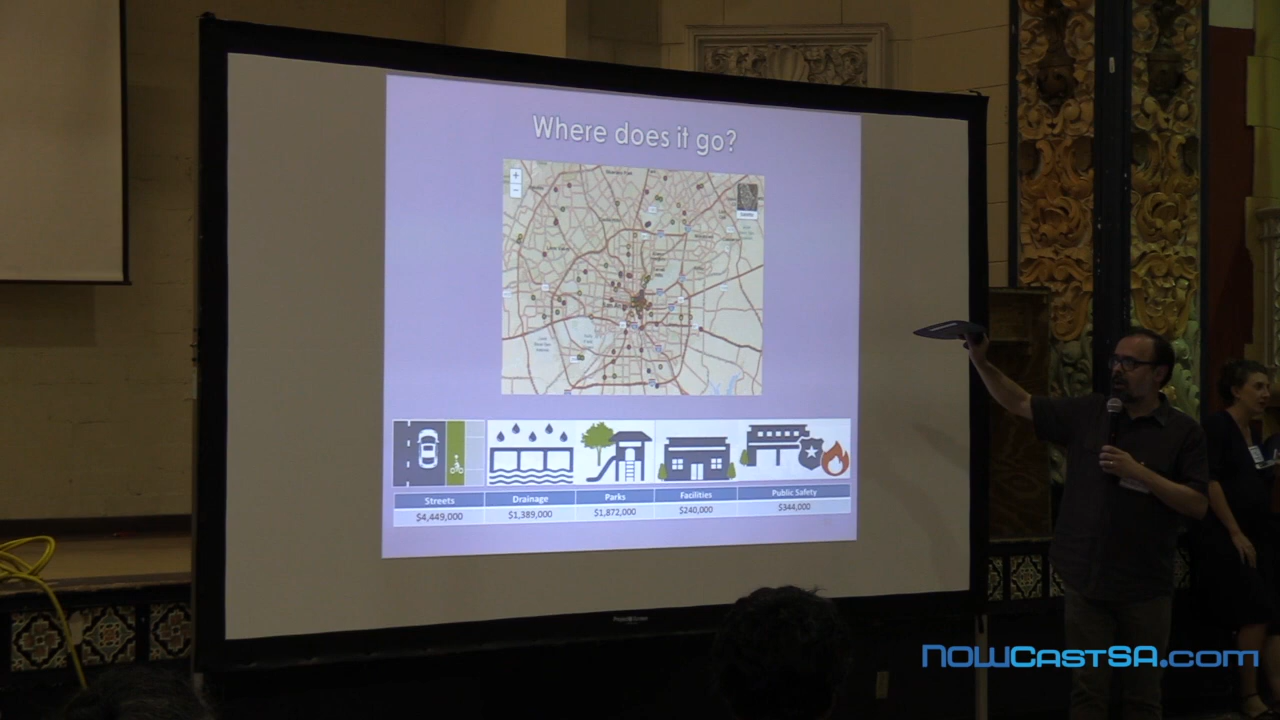 Where does it go?
+
−
Streets
Drainage
Parks
Facilities
Public Safety
$4,449,000
$1,389,000
$1,872,000
$240,000
$344,000
NOWCASTSA.com